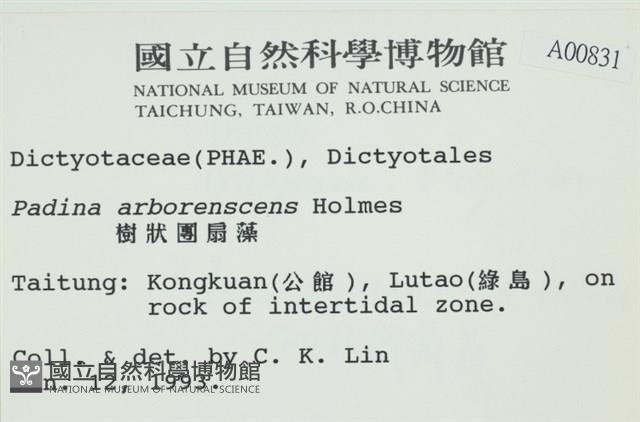 國立自然科學博物館
A00831
NATIONAL MUSEUM OF NATURAL SCIENCE
TAICHUNG, TAIWAN, R.O.CHINA
Dictyotaceae(PHAE.), Dictyotales
Padina arborenscens Holmes
樹狀團扇藻
Taitung: Kongkuan(公館), Lutao(綠島), on
rock of intertidal zone.
Coll. & det. by C. K. Lin
12, 1993.
國立自然科學博物館
NATIONAL MUSEUM OF NATURAL SCIENCE